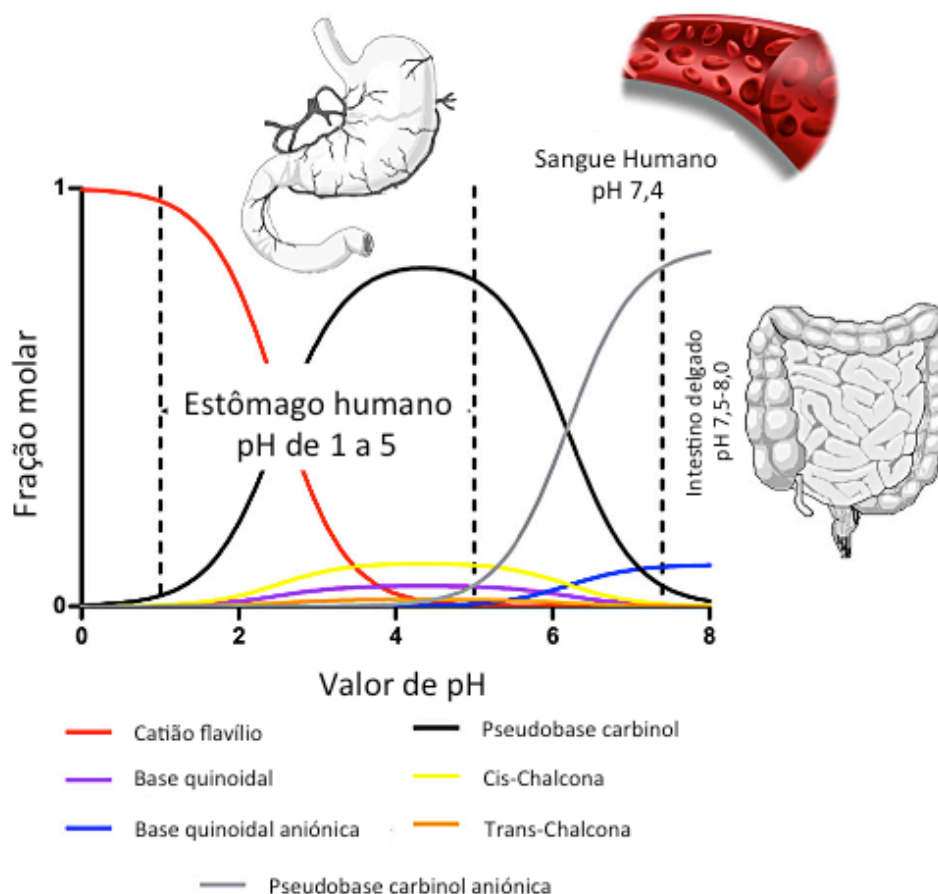 Sangue Humano
pH 7,4
1
Fração molar
Estômago humano
pH de 1 a 5
Intestino delgado
pH 7,5-8,0
0
0
2
4
6
8
Valor de pH
Catião flavílio
Pseudobase carbinol
Base quinoidal
Cis-Chalcona
Base quinoidal aniónica
Trans-Chalcona
Pseudobase carbinol aniónica